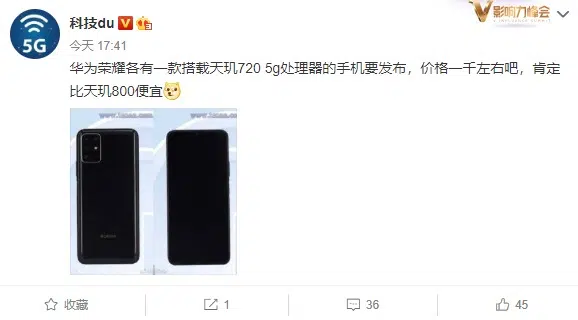 影响力峰会
5G
科技du
V
今天 17:41
华为荣耀各有一款搭载天玑720 5g处理器的手机要发布，价格一千左右吧，肯定
比天玑800便宜
收藏
1
36
45